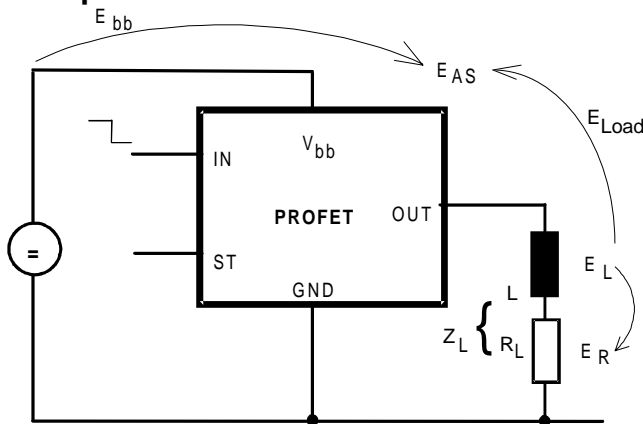 E bb
E AS
E Load
V bb
IN
PROFET
OUT
=
ST
GND
E L
L
Z L { R L
E R